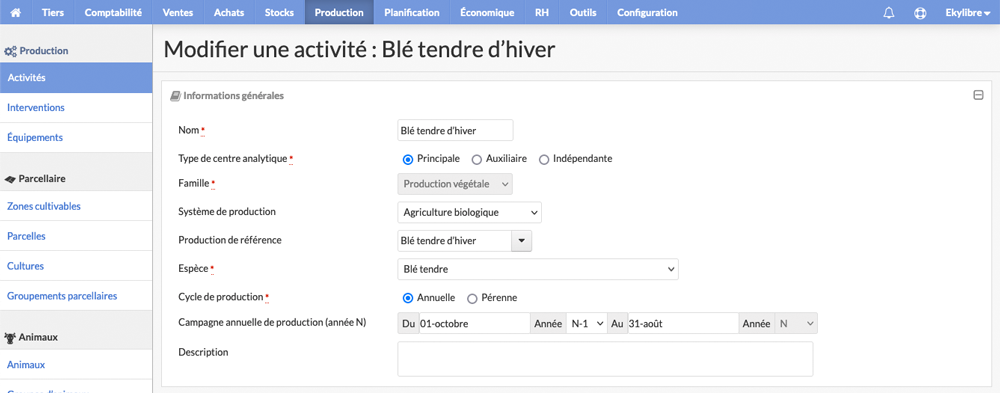 Tiers Comptabilité Ventes Achats Stocks Production Planification Économique RH Outils Configuration Ekylibre
Production
Activités
Interventions
Équipements
Parcellaire
Zones cultivables
Parcelles
Cultures
Groupements parcellaires
Animaux
Animaux
Modifier une activité : Blé tendre d’hiver
Informations générales
Nom * Blé tendre d’hiver
Type de centre analytique * Principale Auxiliaire Indépendante
Famille * Production végétale
Système de production Agriculture biologique
Production de référence Blé tendre d’hiver
Espèce * Blé tendre
Cycle de production * Annuelle Pérenne
Campagne annuelle de production (année N) Du 01-octobre Année N-1 Au 31-août Année N
Description